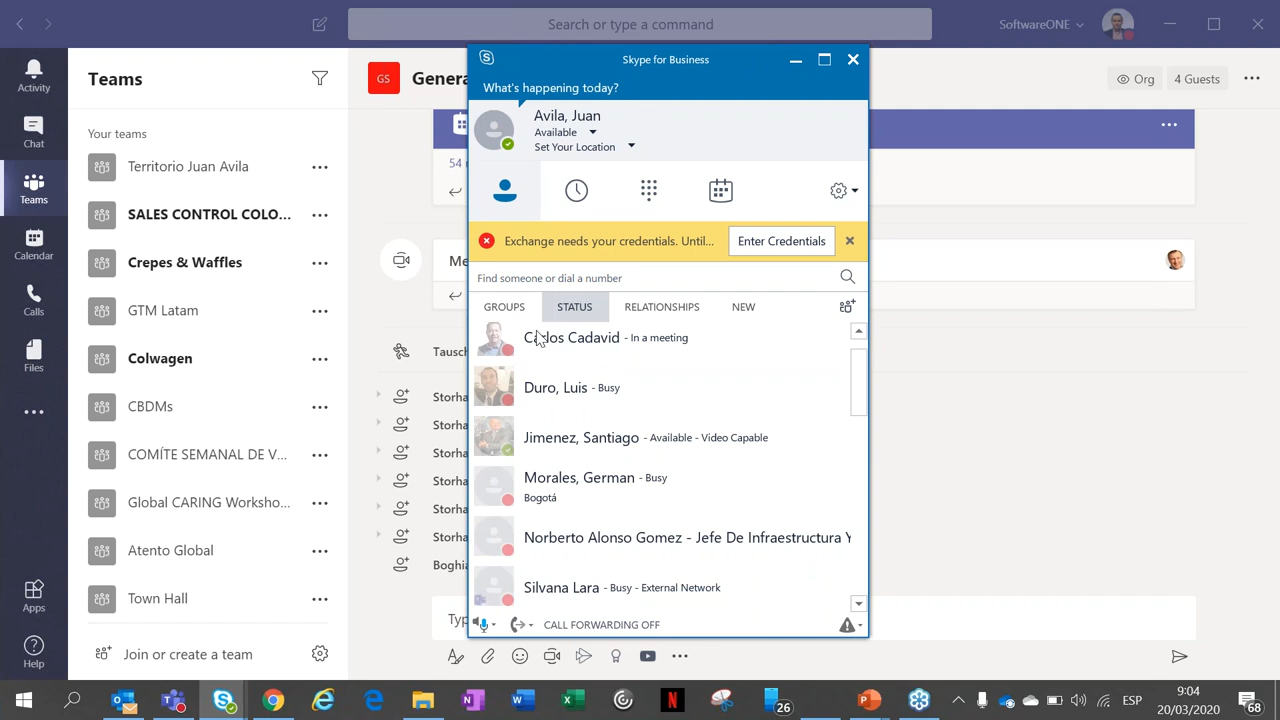 Search or type a command
SoftwareONE
Activity
Chat
Teams
Calendar
Calls
Files
Apps
Help
Teams
Your teams
Territorio Juan Avila
SALES CONTROL COLO...
Crepes & Waffles
GTM Latam
Colwagen
CBDMs
COMÍTE SEMANAL DE V...
Global CARING Worksho...
Atento Global
Town Hall
Join or create a team
GS
Genera
Org
4 Guests
54
Me
Tausch
Storha
Storha
Storha
Storha
Storha
Storha
Boghia
Typ
Skype for Business
What's happening today?
Avila, Juan
Available
Set Your Location
Exchange needs your credentials. Until...
Enter Credentials
Find someone or dial a number
GROUPS
STATUS
RELATIONSHIPS
NEW
Carlos Cadavid - In a meeting
Duro, Luis - Busy
Jimenez, Santiago - Available - Video Capable
Morales, German - Busy
Bogotá
Norberto Alonso Gomez - Jefe De Infraestructura Y
Silvana Lara - Busy - External Network
CALL FORWARDING OFF
26
ESP
9:04
20/03/2020
68